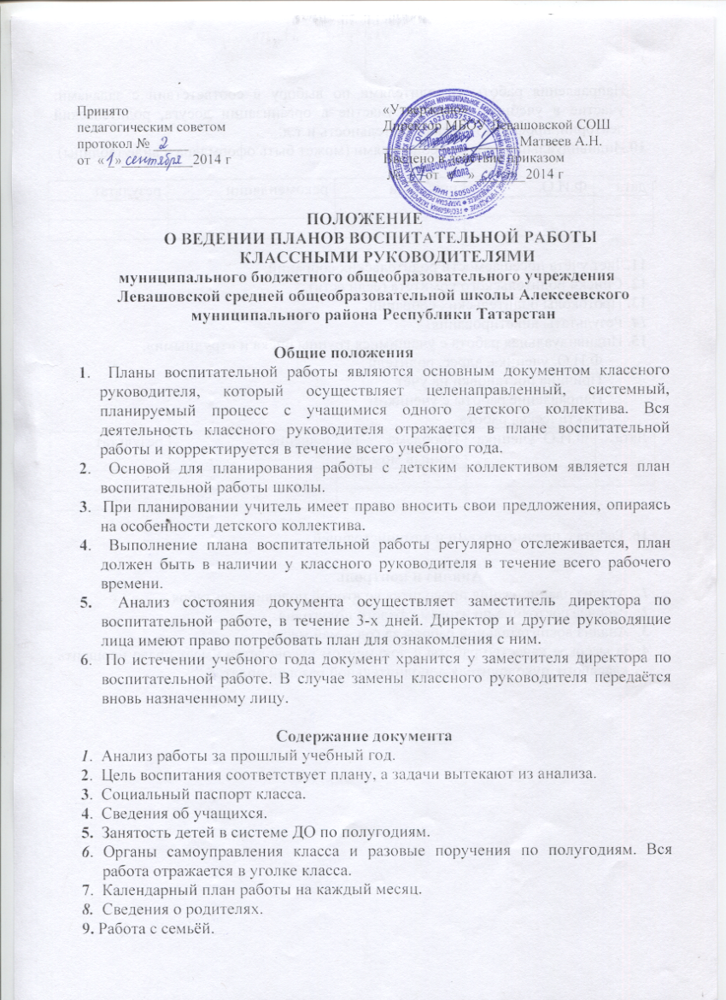 Принято
педагогическим советом
протокол № 2
от «1» сентября 2014 г
«Утверждаю»
Директор МБОУ Левашовской СОШ
Матвеев А.Н.
Введено в действие приказом
№ от « » 2014 г
Левашовская
средняя
общеобразовательная
школа
ПОЛОЖЕНИЕ
О ВЕДЕНИИ ПЛАНОВ ВОСПИТАТЕЛЬНОЙ РАБОТЫ
КЛАССНЫМИ РУКОВОДИТЕЛЯМИ
муниципального бюджетного общеобразовательного учреждения
Левашовской средней общеобразовательной школы Алексеевского
муниципального района Республики Татарстан
Общие положения
1. Планы воспитательной работы являются основным документом классного
руководителя, который осуществляет целенаправленный, системный,
планируемый процесс с учащимися одного детского коллектива. Вся
деятельность классного руководителя отражается в плане воспитательной
работы и корректируется в течение всего учебного года.
2. Основой для планирования работы с детским коллективом является план
воспитательной работы школы.
3. При планировании учитель имеет право вносить свои предложения, опираясь
на особенности детского коллектива.
4. Выполнение плана воспитательной работы регулярно отслеживается, план
должен быть в наличии у классного руководителя в течение всего рабочего
времени.
5. Анализ состояния документа осуществляет заместитель директора по
воспитательной работе, в течение 3-х дней. Директор и другие руководящие
лица имеют право потребовать план для ознакомления с ним.
6. По истечении учебного года документ хранится у заместителя директора по
воспитательной работе. В случае замены классного руководителя передаётся
вновь назначенному лицу.
Содержание документа
1. Анализ работы за прошлый учебный год.
2. Цель воспитания соответствует плану, а задачи вытекают из анализа.
3. Социальный паспорт класса.
4. Сведения об учащихся.
5. Занятость детей в системе ДО по полугодиям.
6. Органы самоуправления класса и разовые поручения по полугодиям. Вся
работа отражается в уголке класса.
7. Календарный план работы на каждый месяц.
8. Сведения о родителях.
9. Работа с семьёй.